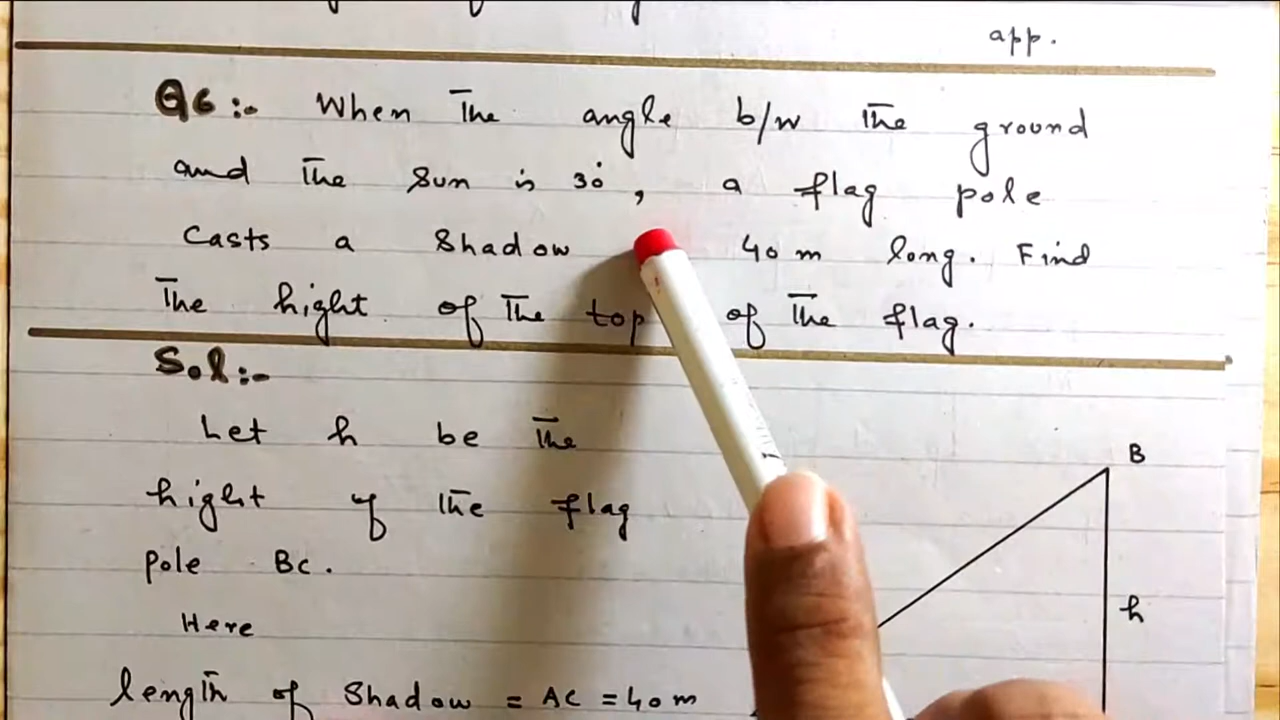 app.
Q6:- When The angle b/w The ground
and The Sun is 30°, a flag pole
Casts a Shadow 40 m long. Find
The hight of The top of The flag.
Sol:-
Let h be The
hight of The flag
pole BC.
Here
length of Shadow = AC = 40 m
B
h